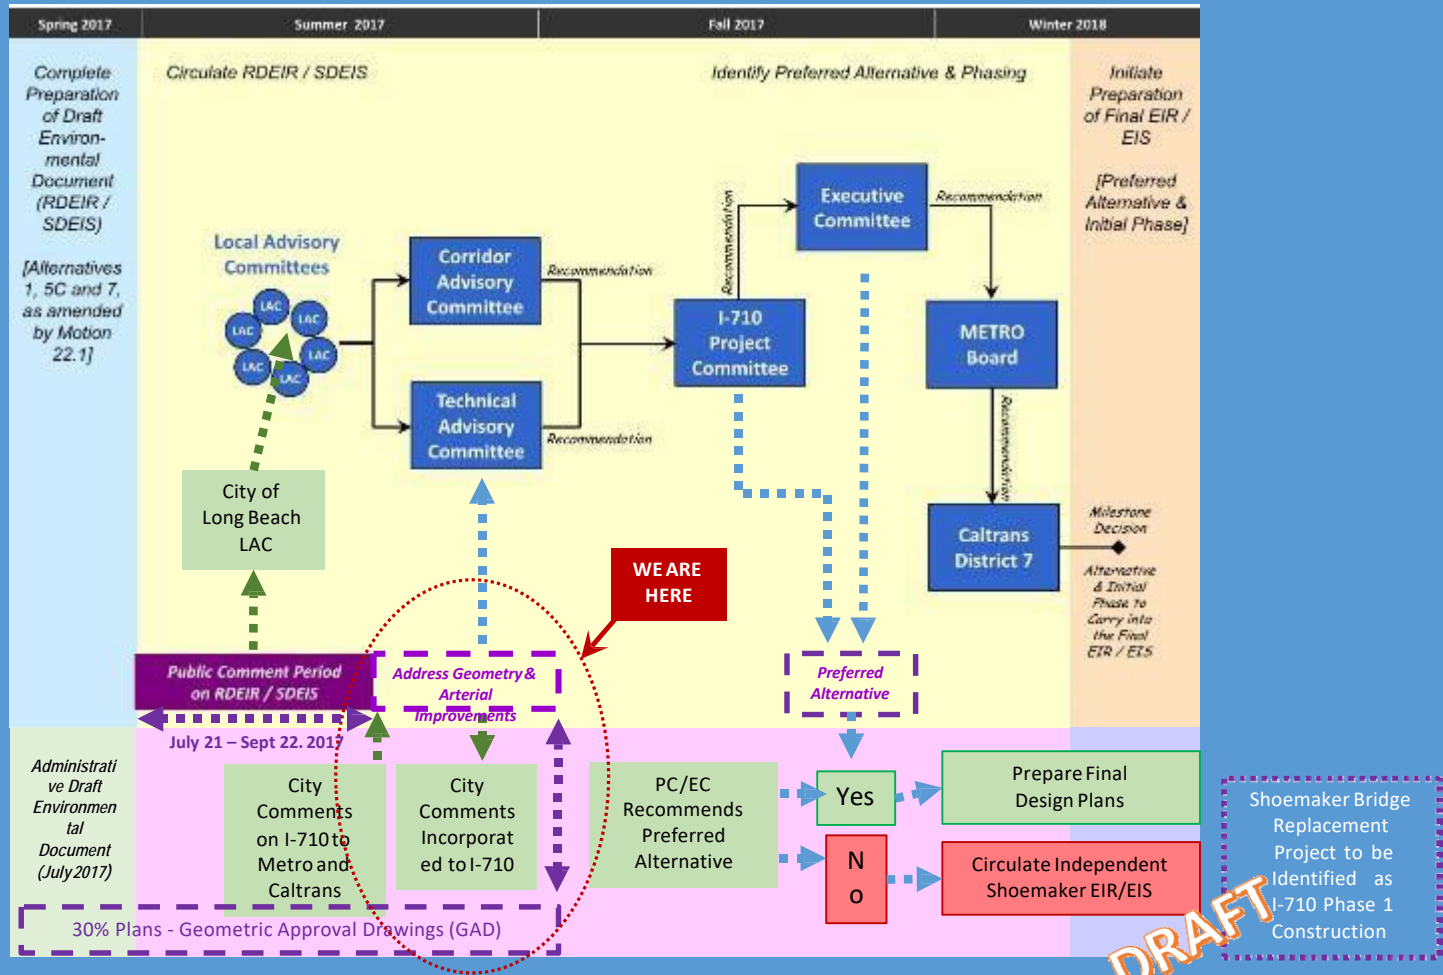 Spring 2017
Summer 2017
Fall 2017
Winter 2018
Complete
Preparation
of Draft
Environ-
mental
Document
(RDEIR /
SDEIS)
[Alternatives
1, 5C and 7,
as amended
by Motion
22.1]
Circulate RDEIR / SDEIS
Identify Preferred Alternative & Phasing
Initiate
Preparation
of Final EIR /
EIS
[Preferred
Alternative &
Initial Phase]
Local Advisory
Committees
LAC
LAC
LAC
LAC
LAC
LAC
LAC
Corridor
Advisory
Committee
Technical
Advisory
Committee
Recommendation
Recommendation
I-710
Project
Committee
Recommendation
Executive
Committee
Recommendation
METRO
Board
Recommendation
Caltrans
District 7
Milestone
Decision
Alternative
& Initial
Phase to
Carry into
the Final
EIR / EIS
City of
Long Beach
LAC
WE ARE
HERE
Public Comment Period
on RDEIR / SDEIS
Address Geometry &
Arterial
Improvements
Preferred
Alternative
July 21 – Sept 22. 2017
Administrati
ve Draft
Environmen
tal
Document
(July 2017)
City
Comments
on I-710 to
Metro and
Caltrans
City
Comments
Incorporat
ed to I-710
PC/EC
Recommends
Preferred
Alternative
Yes
N
o
Prepare Final
Design Plans
Circulate Independent
Shoemaker EIR/EIS
30% Plans - Geometric Approval Drawings (GAD)
Shoemaker Bridge
Replacement
Project to be
Identified as
I-710 Phase 1
Construction
DRAFT